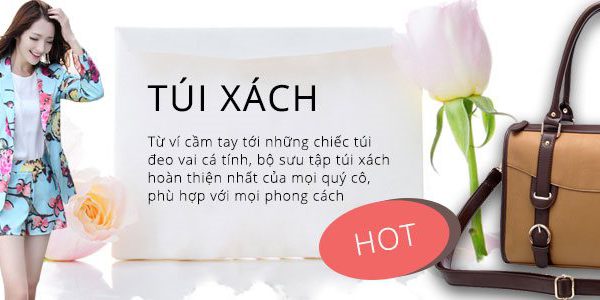 TÚI XÁCH
Từ ví cầm tay tới những chiếc túi
đeo vai cá tính, bộ sưu tập túi xách
hoàn thiện nhất của mọi quý cô,
phù hợp với mọi phong cách
HOT